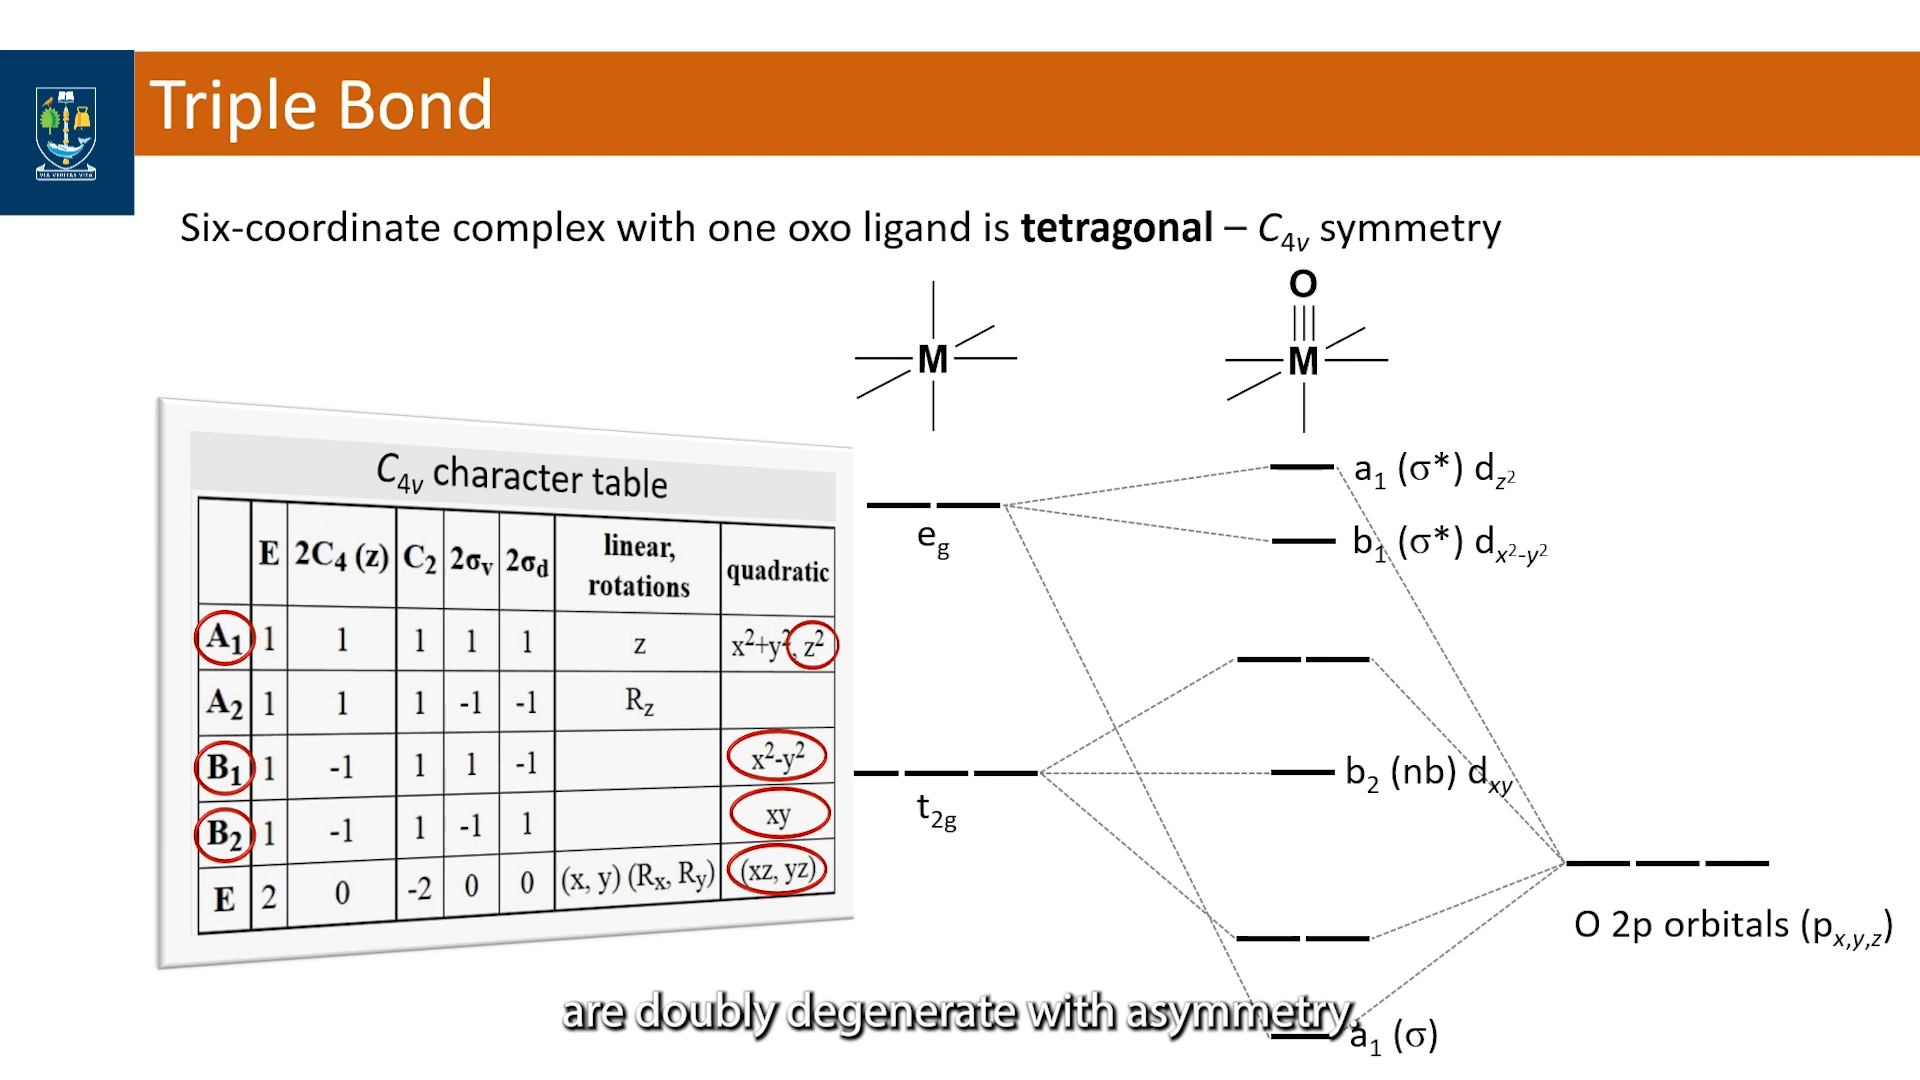 Triple Bond
VIA VERITAS VITA
Six-coordinate complex with one oxo ligand is tetragonal – C4v symmetry
M
O
M
C4v character table
E 2C4 (z) C2 2σv 2σd linear, rotations quadratic
A1 1 1 1 1 1 z x²+y², z²
A2 1 1 1 -1 -1 Rz
B1 1 -1 1 1 -1 x²-y²
B2 1 -1 1 -1 1 xy
E 2 0 -2 0 0 (x, y) (Rx, Ry) (xz, yz)
eg
t2g
a1 (σ*) dz²
b1 (σ*) dx²-y²
b2 (nb) dxy
O 2p orbitals (px,y,z)
a1 (σ)
are doubly degenerate with asymmetry.